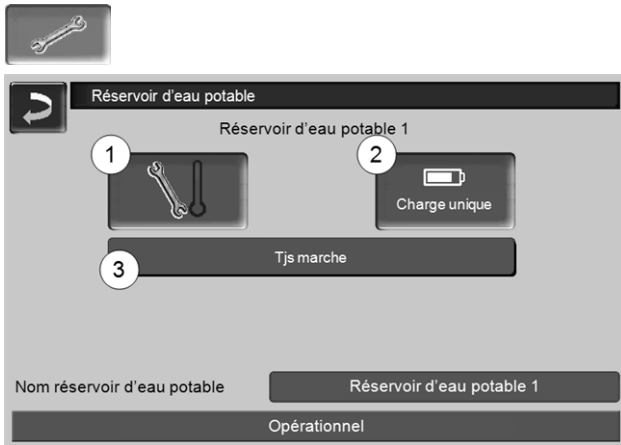 Réservoir d'eau potable
Réservoir d'eau potable 1
1
2
Charge unique
3
Tjs marche
Nom réservoir d'eau potable
Réservoir d'eau potable 1
Opérationnel